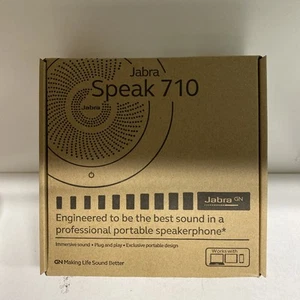 Jabra
Speak 710
Jabra
Jabra GN
Engineered to be the best sound in a
professional portable speakerphone*
Immersive sound • Plug and play • Exclusive portable design
GN Making Life Sound Better
Works with